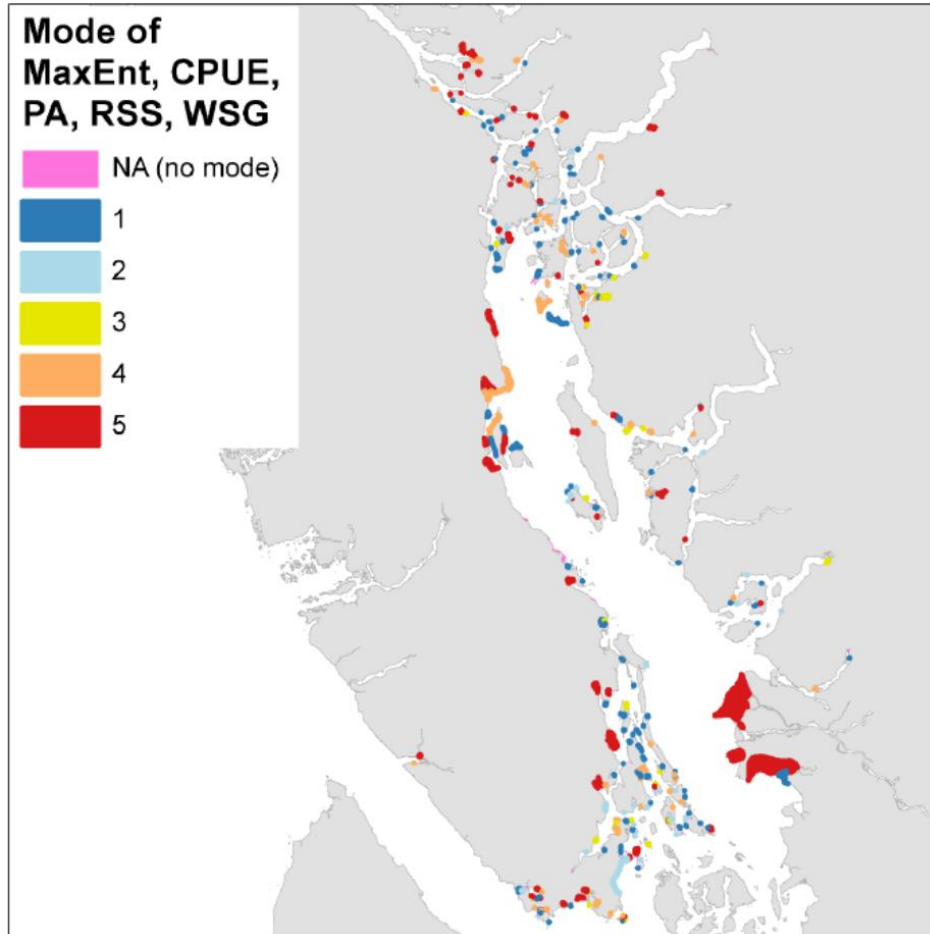 Mode of
MaxEnt, CPUE,
PA, RSS, WSG
NA (no mode)
1
2
3
4
5